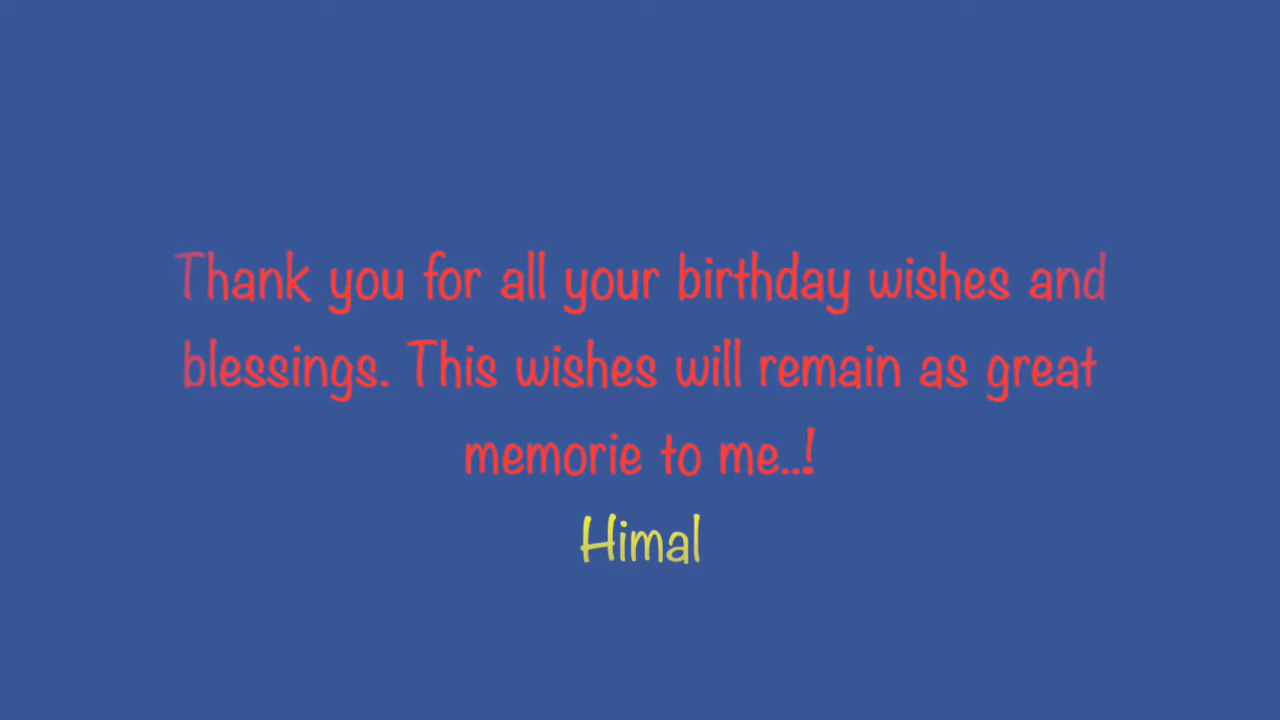 Thank you for all your birthday wishes and
blessings. This wishes will remain as great
memorie to me..!
Himal